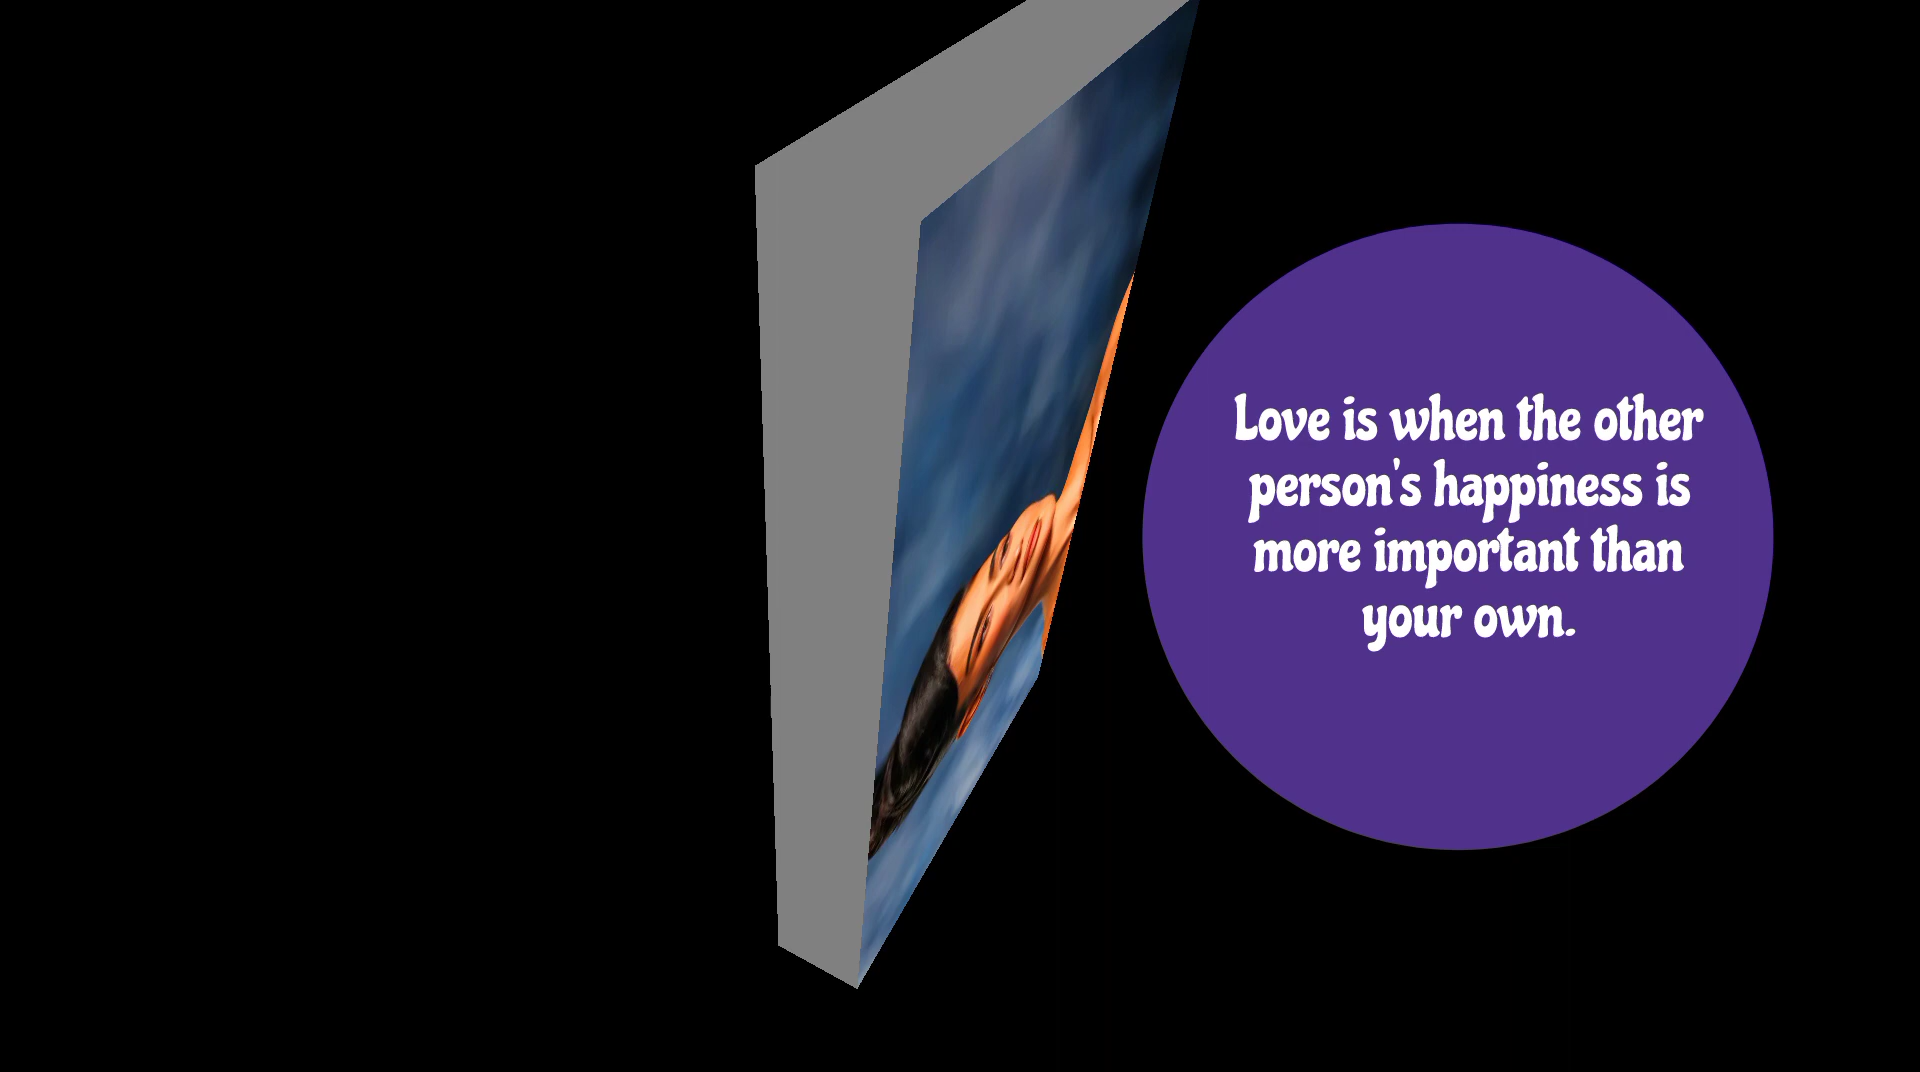 Love is when the other
person's happiness is
more important than
your own.